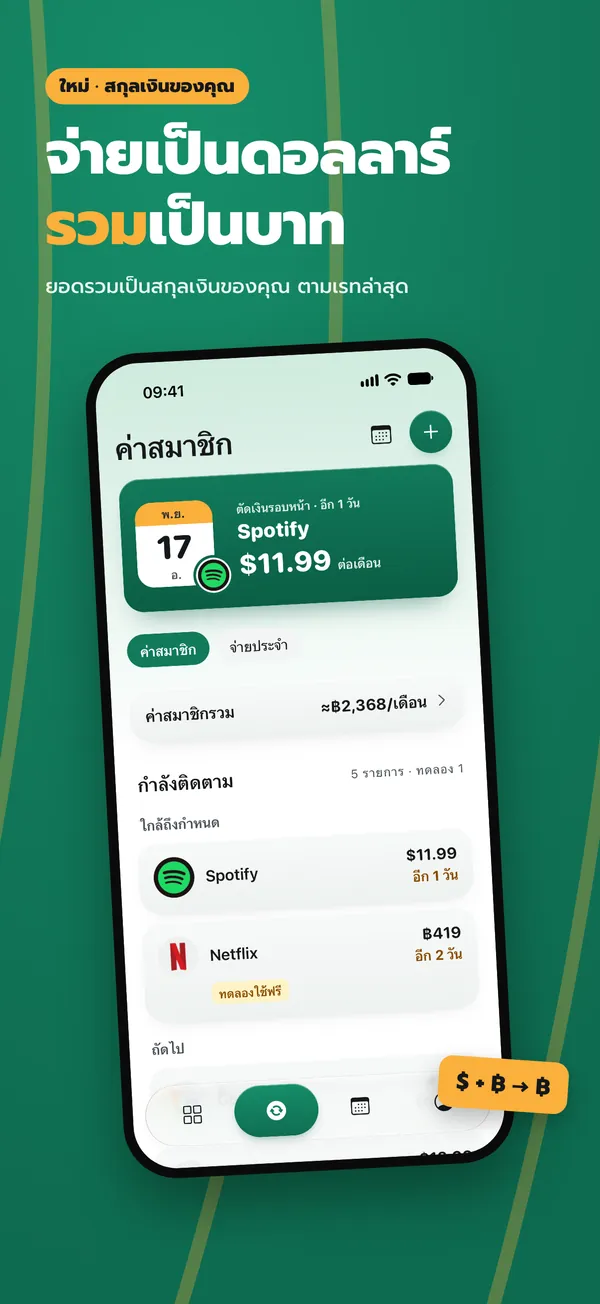 ใหม่ · สกุลเงินของคุณ
จ่ายเป็นดอลลาร์
รวมเป็นบาท
ยอดรวมเป็นสกุลเงินของคุณ ตามเรทล่าสุด
09:41
ค่าสมาชิก
พ.ย.
17
อ.
ตัดเงินรอบหน้า · อีก 1 วัน
Spotify
$11.99 ต่อเดือน
ค่าสมาชิก จ่ายประจำ
ค่าสมาชิกรวม ≈฿2,368/เดือน
กำลังติดตาม 5 รายการ · ทดลอง 1
ใกล้ถึงกำหนด
Spotify $11.99
อีก 1 วัน
Netflix ฿419
อีก 2 วัน
ทดลองใช้ฟรี
ถัดไป
$ + ฿ → ฿